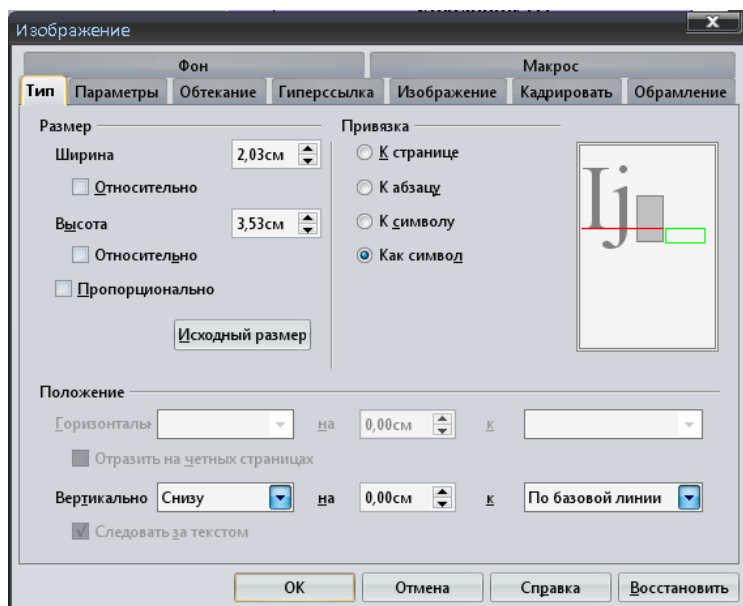 Изображение
Фон Макрос
Тип Параметры Обтекание Гиперссылка Изображение Кадрировать Обрамление
Размер
Ширина 2,03см
Относительно
Высота 3,53см
Относительно
Пропорционально
Исходный размер
Привязка
К странице
К абзацу
К символу
Как символ
Ij
Положение
Горизонталы на 0,00см к
Отразить на четных страницах
Вертикально Снизу на 0,00см к По базовой линии
Следовать за текстом
ОК Отмена Справка Восстановить